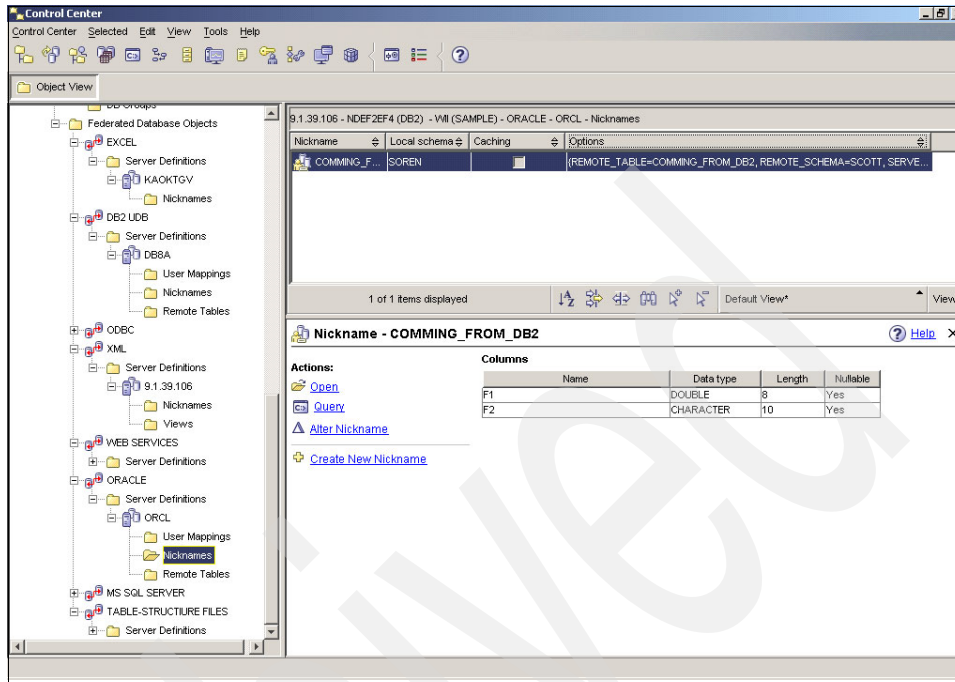 Control Center
Control Center Selected Edit View Tools Help
Object View
DB Groups
Federated Database Objects
EXCEL
Server Definitions
KAOKTGV
Nicknames
DB2 UDB
Server Definitions
DB8A
User Mappings
Nicknames
Remote Tables
ODBC
XML
Server Definitions
9.1.39.106
Nicknames
Views
WEB SERVICES
Server Definitions
ORACLE
Server Definitions
ORCL
User Mappings
Nicknames
Remote Tables
MS SQL SERVER
TABLE-STRUCTIURE FILES
Server Definitions
9.1.39.106 - NDEF2EF4 (DB2) - WII (SAMPLE) - ORACLE - ORCL - Nicknames
Nickname Local schema Caching Options
COMMING_F... SOREN (REMOTE_TABLE=COMMING_FROM_DB2, REMOTE_SCHEMA=SCOTT, SERVE...
1 of 1 items displayed Default View* View
Nickname - COMMING_FROM_DB2 Help
Actions:
Open
Query
Alter Nickname
Create New Nickname
Columns
Name Data type Length Nullable
F1 DOUBLE 8 Yes
F2 CHARACTER 10 Yes